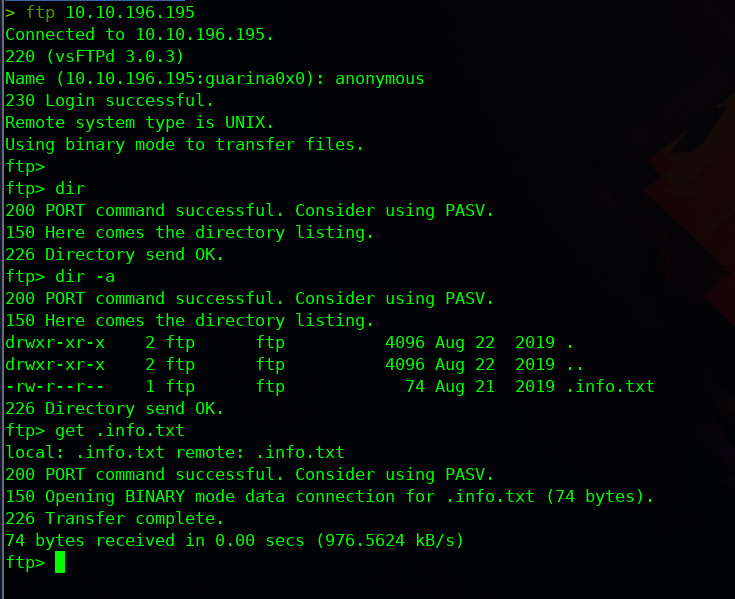 > ftp 10.10.196.195
Connected to 10.10.196.195.
220 (vsFTPd 3.0.3)
Name (10.10.196.195:guarina0x0): anonymous
230 Login successful.
Remote system type is UNIX.
Using binary mode to transfer files.
ftp>
ftp> dir
200 PORT command successful. Consider using PASV.
150 Here comes the directory listing.
226 Directory send OK.
ftp> dir -a
200 PORT command successful. Consider using PASV.
150 Here comes the directory listing.
drwxr-xr-x    2 ftp      ftp          4096 Aug 22  2019 .
drwxr-xr-x    2 ftp      ftp          4096 Aug 22  2019 ..
-rw-r--r--    1 ftp      ftp            74 Aug 21  2019 .info.txt
226 Directory send OK.
ftp> get .info.txt
local: .info.txt remote: .info.txt
200 PORT command successful. Consider using PASV.
150 Opening BINARY mode data connection for .info.txt (74 bytes).
226 Transfer complete.
74 bytes received in 0.00 secs (976.5624 kB/s)
ftp>